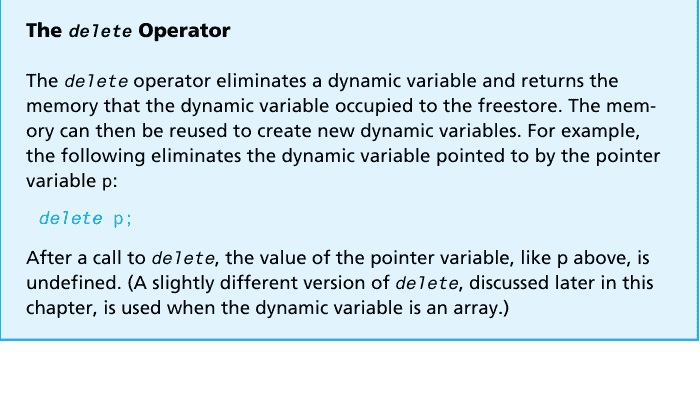 The delete Operator
The delete operator eliminates a dynamic variable and returns the
memory that the dynamic variable occupied to the freestore. The mem-
ory can then be reused to create new dynamic variables. For example,
the following eliminates the dynamic variable pointed to by the pointer
variable p:
delete p;
After a call to delete, the value of the pointer variable, like p above, is
undefined. (A slightly different version of delete, discussed later in this
chapter, is used when the dynamic variable is an array.)